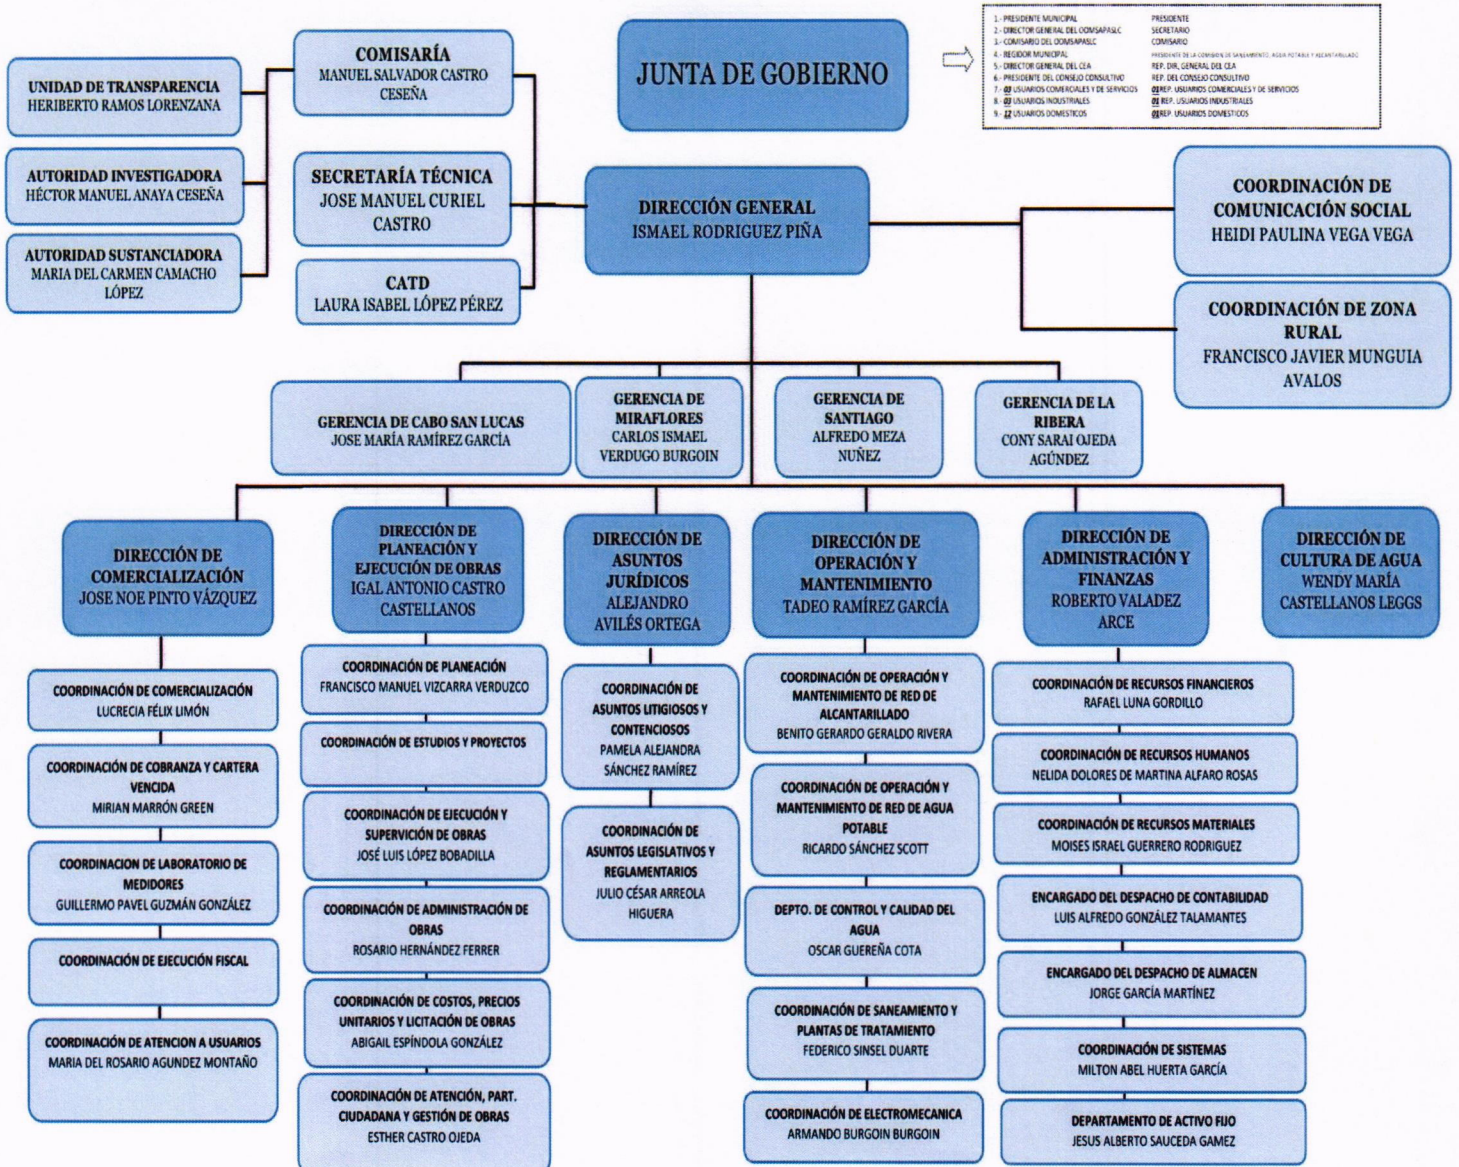 JUNTA DE GOBIERNO
1.- PRESIDENTE MUNICIPAL PRESIDENTE
2.- DIRECTOR GENERAL DEL OOMSAPASLC SECRETARIO
3.- COMISARIO DEL OOMSAPASLC COMISARIO
4.- REGIDOR MUNICIPAL PRESIDENTE DE LA COMISION DE SANEAMIENTO, AGUA POTABLE Y ALCANTARILLADO
5.- DIRECTOR GENERAL DEL CEA REP. DIR, GENERAL DEL CEA
6.- PRESIDENTE DEL CONSEJO CONSULTIVO REP. DEL CONSEJO CONSULTIVO
7.- 03 USUARIOS COMERCIALES Y DE SERVICIOS 01 REP. USUARIOS COMERCIALES Y DE SERVICIOS
8.- 03 USUARIOS INDUSTRIALES 01 REP. USUARIOS INDUSTRIALES
9.- 12 USUARIOS DOMESTICOS 01 REP. USUARIOS DOMESTICOS
COMISARÍA
MANUEL SALVADOR CASTRO
CESEÑA
UNIDAD DE TRANSPARENCIA
HERIBERTO RAMOS LORENZANA
AUTORIDAD INVESTIGADORA
HÉCTOR MANUEL ANAYA CESEÑA
AUTORIDAD SUSTANCIADORA
MARIA DEL CARMEN CAMACHO
LÓPEZ
SECRETARÍA TÉCNICA
JOSE MANUEL CURIEL
CASTRO
CATD
LAURA ISABEL LÓPEZ PÉREZ
DIRECCIÓN GENERAL
ISMAEL RODRIGUEZ PIÑA
COORDINACIÓN DE
COMUNICACIÓN SOCIAL
HEIDI PAULINA VEGA VEGA
COORDINACIÓN DE ZONA
RURAL
FRANCISCO JAVIER MUNGUIA
AVALOS
GERENCIA DE CABO SAN LUCAS
JOSE MARÍA RAMÍREZ GARCÍA
GERENCIA DE
MIRAFLORES
CARLOS ISMAEL
VERDUGO BURGOIN
GERENCIA DE
SANTIAGO
ALFREDO MEZA
NUÑEZ
GERENCIA DE LA
RIBERA
CONY SARAI OJEDA
AGÚNDEZ
DIRECCIÓN DE
COMERCIALIZACIÓN
JOSE NOE PINTO VÁZQUEZ
COORDINACIÓN DE COMERCIALIZACIÓN
LUCRECIA FÉLIX LIMÓN
COORDINACIÓN DE COBRANZA Y CARTERA
VENCIDA
MIRIAN MARRÓN GREEN
COORDINACION DE LABORATORIO DE
MEDIDORES
GUILLERMO PAVEL GUZMÁN GONZÁLEZ
COORDINACIÓN DE EJECUCIÓN FISCAL
COORDINACIÓN DE ATENCION A USUARIOS
MARIA DEL ROSARIO AGUNDEZ MONTAÑO
DIRECCIÓN DE
PLANEACIÓN Y
EJECUCIÓN DE OBRAS
IGAL ANTONIO CASTRO
CASTELLANOS
COORDINACIÓN DE PLANEACIÓN
FRANCISCO MANUEL VIZCARRA VERDUZCO
COORDINACIÓN DE ESTUDIOS Y PROYECTOS
COORDINACIÓN DE EJECUCIÓN Y
SUPERVICIÓN DE OBRAS
JOSÉ LUIS LÓPEZ BOBADILLA
COORDINACIÓN DE ADMINISTRACIÓN DE
OBRAS
ROSARIO HERNÁNDEZ FERRER
COORDINACIÓN DE COSTOS, PRECIOS
UNITARIOS Y LICITACIÓN DE OBRAS
ABIGAIL ESPÍNDOLA GONZÁLEZ
COORDINACIÓN DE ATENCIÓN, PART.
CIUDADANA Y GESTIÓN DE OBRAS
ESTHER CASTRO OJEDA
DIRECCIÓN DE
ASUNTOS
JURÍDICOS
ALEJANDRO
AVILÉS ORTEGA
COORDINACIÓN DE
ASUNTOS LITIGIOSOS Y
CONTENCIOSOS
PAMELA ALEJANDRA
SÁNCHEZ RAMÍREZ
COORDINACIÓN DE
ASUNTOS LEGISLATIVOS Y
REGLAMENTARIOS
JULIO CÉSAR ARREOLA
HIGUERA
DIRECCIÓN DE
OPERACIÓN Y
MANTENIMIENTO
TADEO RAMÍREZ GARCÍA
COORDINACIÓN DE OPERACIÓN Y
MANTENIMIENTO DE RED DE
ALCANTARILLADO
BENITO GERARDO GERALDO RIVERA
COORDINACIÓN DE OPERACIÓN Y
MANTENIMIENTO DE RED DE AGUA
POTABLE
RICARDO SÁNCHEZ SCOTT
DEPTO. DE CONTROL Y CALIDAD DEL
AGUA
OSCAR GUEREÑA COTA
COORDINACIÓN DE SANEAMIENTO Y
PLANTAS DE TRATAMIENTO
FEDERICO SINSEL DUARTE
COORDINACIÓN DE ELECTROMECANICA
ARMANDO BURGOIN BURGOIN
DIRECCIÓN DE
ADMINISTRACIÓN Y
FINANZAS
ROBERTO VALADEZ
ARCE
COORDINACIÓN DE RECURSOS FINANCIEROS
RAFAEL LUNA GORDILLO
COORDINACIÓN DE RECURSOS HUMANOS
NELIDA DOLORES DE MARTINA ALFARO ROSAS
COORDINACIÓN DE RECURSOS MATERIALES
MOISES ISRAEL GUERRERO RODRIGUEZ
ENCARGADO DEL DESPACHO DE CONTABILIDAD
LUIS ALFREDO GONZÁLEZ TALAMANTES
ENCARGADO DEL DESPACHO DE ALMACEN
JORGE GARCÍA MARTÍNEZ
COORDINACIÓN DE SISTEMAS
MILTON ABEL HUERTA GARCÍA
DEPARTAMENTO DE ACTIVO FIJO
JESUS ALBERTO SAUCEDA GAMEZ
DIRECCIÓN DE
CULTURA DE AGUA
WENDY MARÍA
CASTELLANOS LEGGS